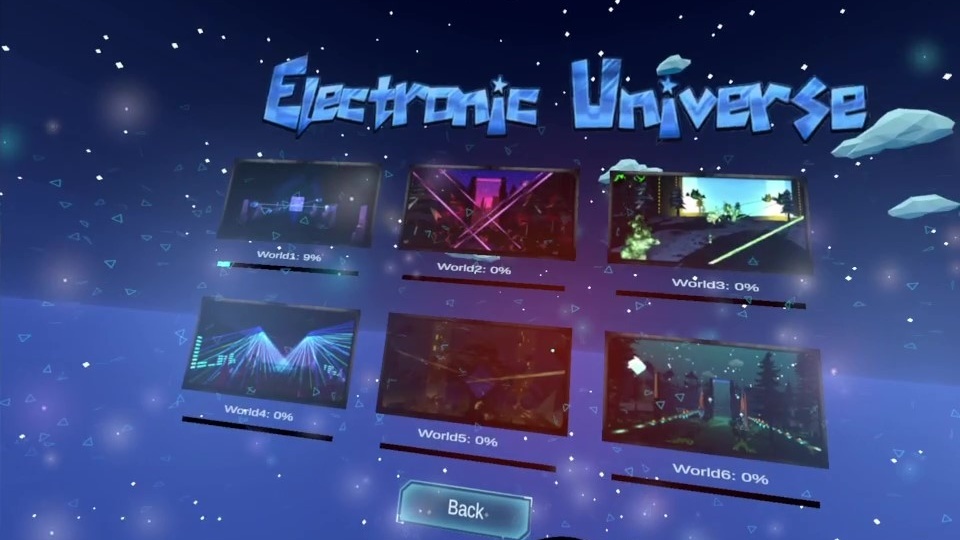 Electronic Universe
World1: 9%
World2: 0%
World3: 0%
World4: 0%
World5: 0%
World6: 0%
Back